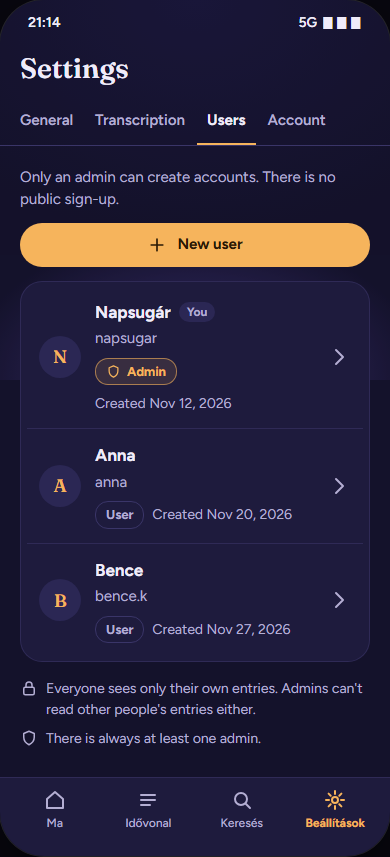 21:14
5G
Settings
General Transcription Users Account
Only an admin can create accounts. There is no
public sign-up.
New user
N
Napsugár You
napsugar
Admin
Created Nov 12, 2026
A
Anna
anna
User Created Nov 20, 2026
B
Bence
bence.k
User Created Nov 27, 2026
Everyone sees only their own entries. Admins can't
read other people's entries either.
There is always at least one admin.
Ma Idővonal Keresés Beállítások